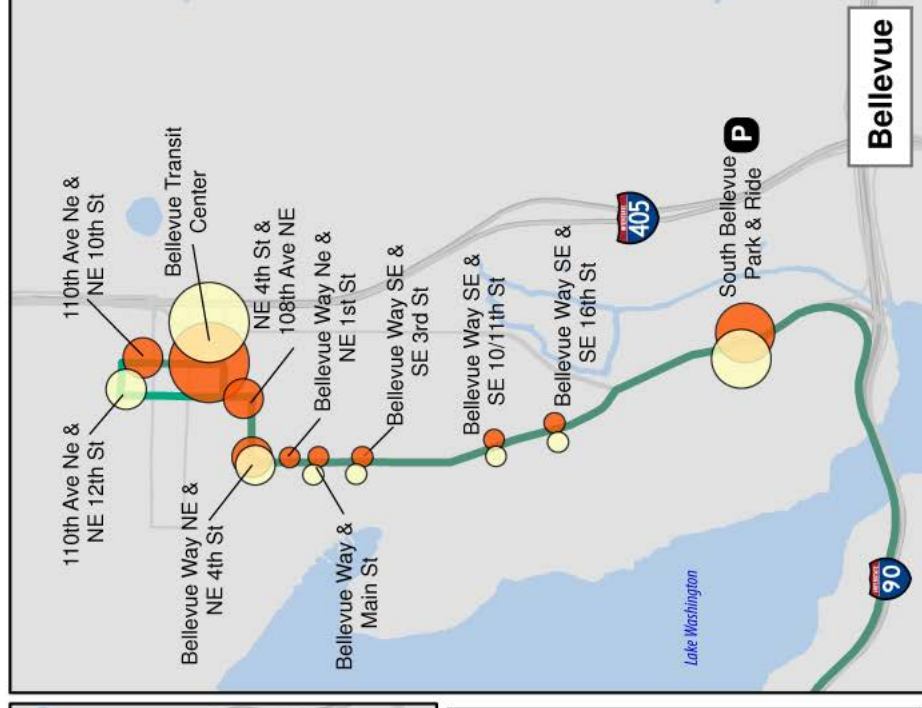 110th Ave Ne &
NE 12th St
110th Ave Ne &
NE 10th St
Bellevue Transit
Center
Bellevue Way NE &
NE 4th St
NE 4th St &
108th Ave NE
Bellevue Way Ne &
NE 1st St
Bellevue Way &
Main St
Bellevue Way SE &
SE 3rd St
Bellevue Way SE &
SE 10/11th St
Bellevue Way SE &
SE 16th St
South Bellevue
Park & Ride
P
405
Lake Washington
INTERSTATE
90
Bellevue